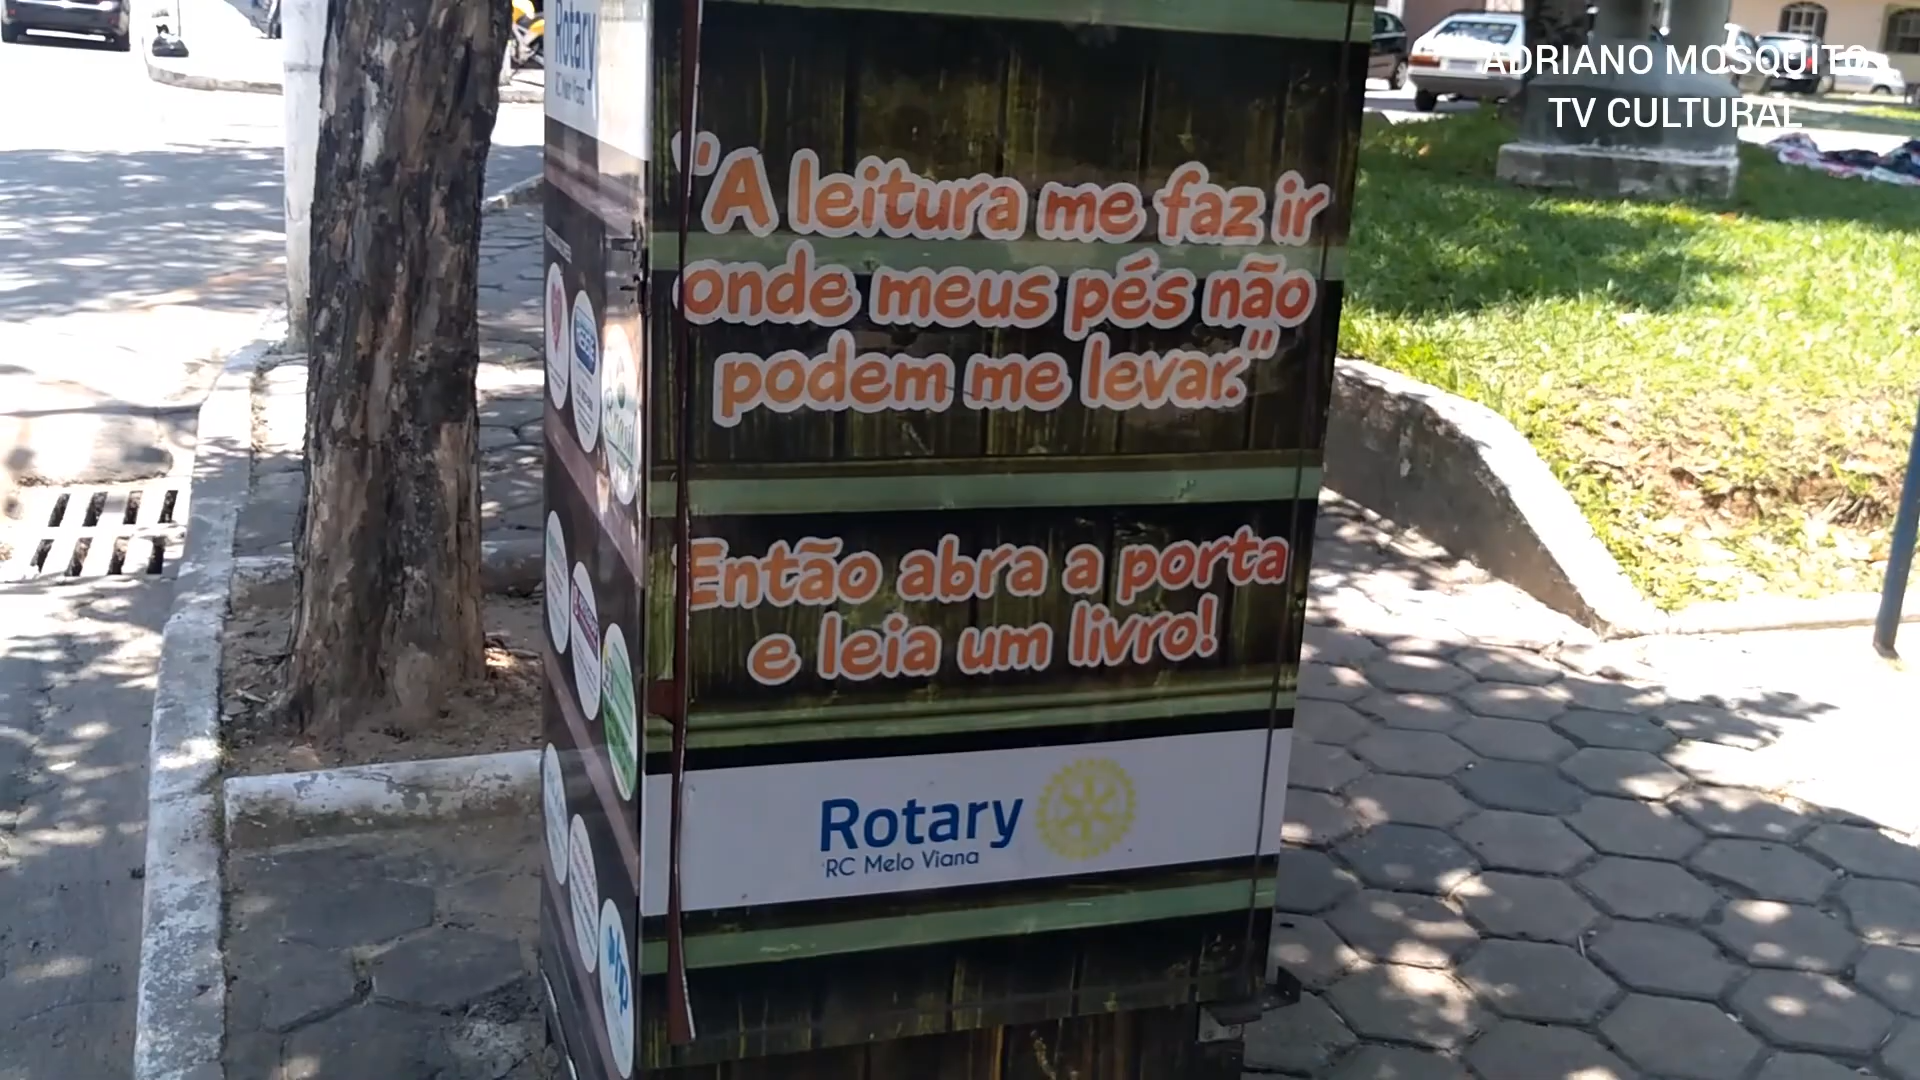 ADRIANO MOSQUITO
TV CULTURAL
Rotary
"A leitura me faz ir
onde meus pés não
podem me levar."
Então abra a porta
e leia um livro!
Rotary
RC Melo Viana